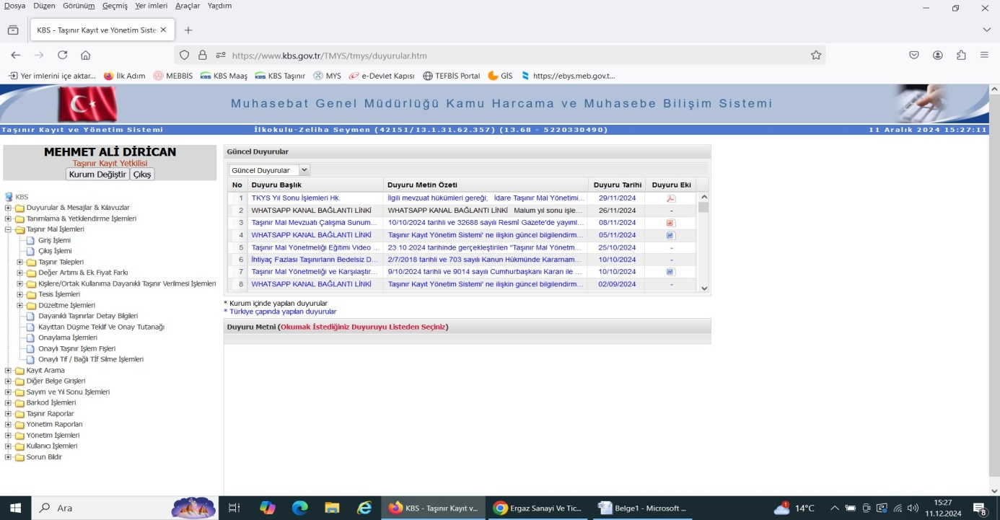 Dosya Düzen Görünüm Geçmiş Yer imleri Araçlar Yardım
KBS - Taşınır Kayıt ve Yönetim Siste
https://www.kbs.gov.tr/TMYS/tmys/duyurular.htm
Yer imlerini içe aktar... İlk Adım MEBBİS KBS Maaş KBS Taşınır MYS e-Devlet Kapısı TEFBİS Portal GİS https://ebys.meb.gov.t...
Muhasebat Genel Müdürlüğü Kamu Harcama ve Muhasebe Bilişim Sistemi
Taşınır Kayıt ve Yönetim Sistemi İlkokulu-Zeliha Seymen (42151/13.1.31.62.357) (13.68 - 5220330490) 11 Aralık 2024 15:27:11
MEHMET ALİ DİRİCAN
Taşınır Kayıt Yetkilisi
Kurum Değiştir Çıkış
KBS
Duyurular & Mesajlar & Kılavuzlar
Tanımlama & Yetkilendirme İşlemleri
Taşınır Mal İşlemleri
Giriş İşlemi
Çıkış İşlemi
Taşınır Talepleri
Değer Artımı & Ek Fiyat Farkı
Kişilere/Ortak Kullanıma Dayanıklı Taşınır Verilmesi İşlemleri
Tesis İşlemleri
Düzeltme İşlemleri
Dayanıklı Taşınırlar Detay Bilgileri
Kayıttan Düşme Teklif Ve Onay Tutanağı
Onaylama İşlemleri
Onaylı Taşınır İşlem Fişleri
Onaylı Tif / Bağlı Tİf Silme İşlemleri
Kayıt Arama
Diğer Belge Girişleri
Sayım ve Yıl Sonu İşlemleri
Barkod İşlemleri
Taşınır Raporlar
Yönetim Raporları
Yönetim İşlemleri
Kullanıcı İşlemleri
Sorun Bildir
Güncel Duyurular
Güncel Duyurular
No Duyuru Başlık Duyuru Metin Özeti Duyuru Tarihi Duyuru Eki
1 TKYS Yıl Sonu İşlemleri Hk. İlgili mevzuat hükümleri gereği; İdare Taşınır Mal Yönetimi... 29/11/2024
2 WHATSAPP KANAL BAĞLANTI LİNKİ WHATSAPP KANAL BAĞLANTI LİNKİ Malum yıl sonu işle... 26/11/2024 -
3 Taşınır Mal Mevzuatı Çalışma Sunum... 10/10/2024 tarihli ve 32688 sayılı Resmî Gazete'de yayıml... 08/11/2024
4 WHATSAPP KANAL BAĞLANTI LİNKİ Taşınır Kayıt Yönetim Sistemi' ne ilişkin güncel bilgilendirm... 05/11/2024
5 Taşınır Mal Yönetmeliği Eğitimi Video ... 23.10.2024 tarihinde gerçekleştirilen "Taşınır Mal Yönetm... 25/10/2024 -
6 İhtiyaç Fazlası Taşınırların Bedelsiz D... 2/7/2018 tarihli ve 703 sayılı Kanun Hükmünde Kararnam... 10/10/2024 -
7 Taşınır Mal Yönetmeliği ve Karşılaştır... 9/10/2024 tarihli ve 9014 sayılı Cumhurbaşkanı Kararı ile ... 10/10/2024
8 WHATSAPP KANAL BAĞLANTI LİNKİ Taşınır Kayıt Yönetim Sistemi' ne ilişkin güncel bilgilendirm... 02/09/2024 -
* Kurum içinde yapılan duyurular
* Türkiye çapında yapılan duyurular
Duyuru Metni (Okumak İstediğiniz Duyuruyu Listeden Seçiniz)
Ara KBS - Taşınır Kayıt v... Ergaz Sanayi Ve Tic... Belge1 - Microsoft ... 14°C 15:27
11.12.2024 8